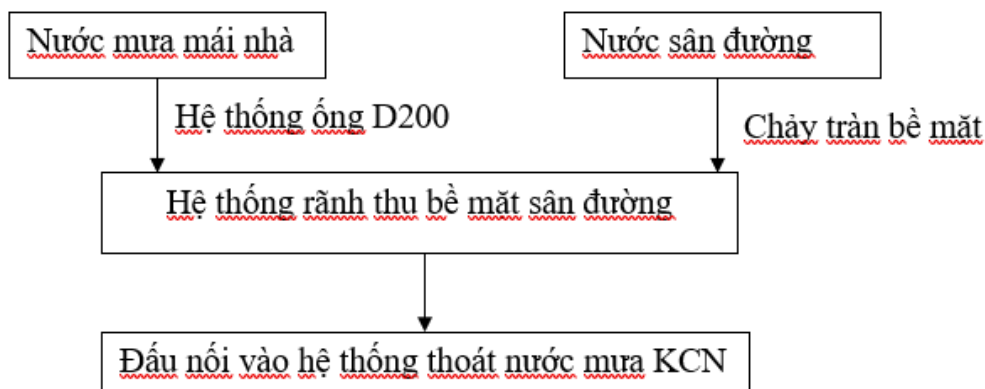 Nước mưa mái nhà
Nước sân đường
Hệ thống ống D200
Chảy tràn bề mặt
Hệ thống rãnh thu bề mặt sân đường
Đấu nối vào hệ thống thoát nước mưa KCN